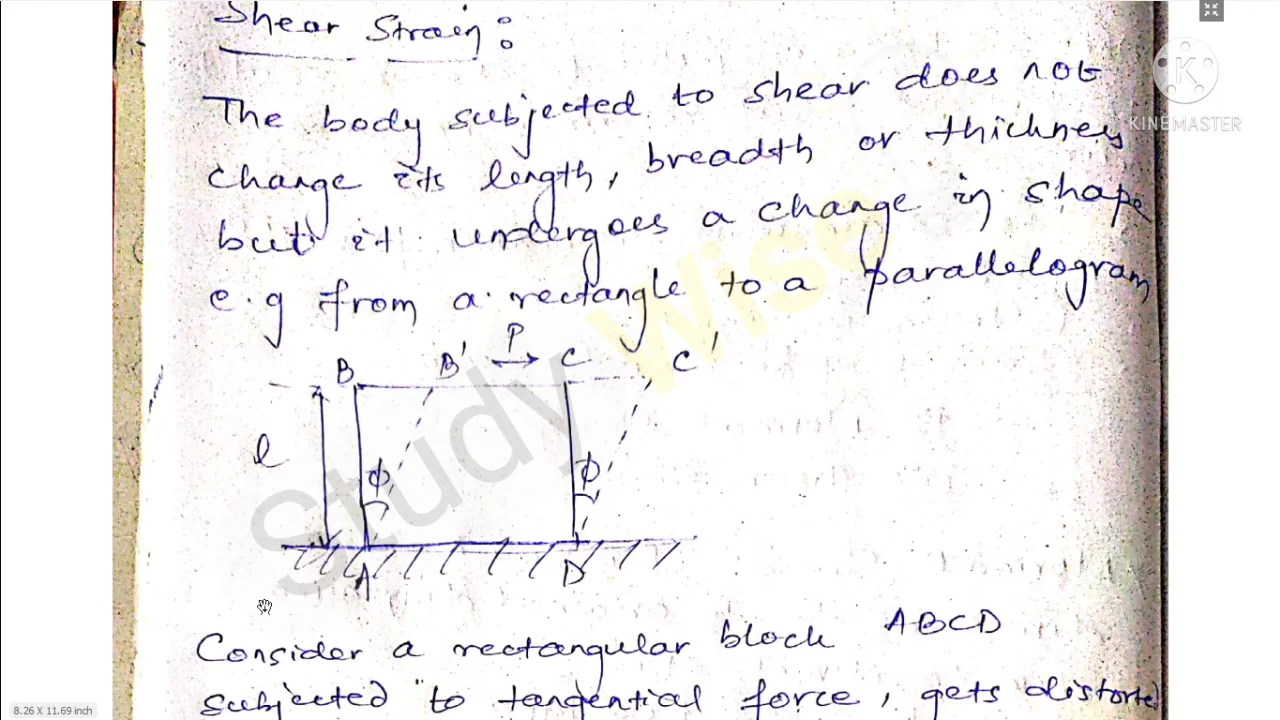 Shear Strain:
The body subjected to shear does not
change its length, breadth or thickness
but it undergoes a change in shape
e.g from a rectangle to a parallelogram
B B' P C C'
l
φ φ
A D
Consider a rectangular block ABCD
subjected to tangential force, gets distorted
Study Wise
K
KINEMASTER
8.26 X 11.69 inch